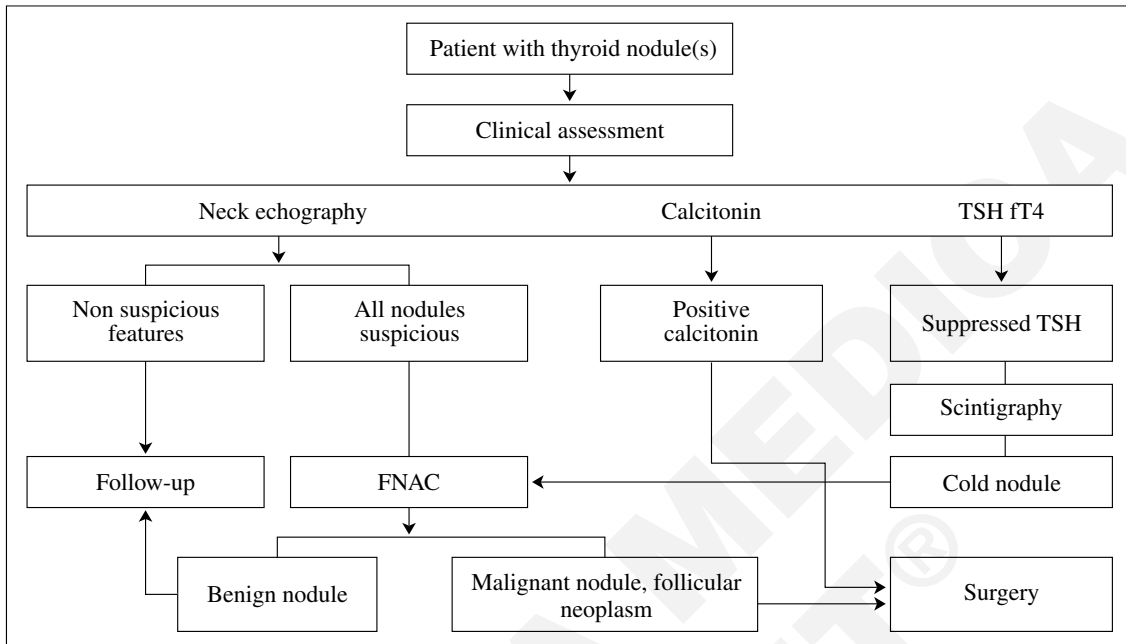 Patient with thyroid nodule(s)
Clinical assessment
Neck echography
Calcitonin
TSH fT4
Non suspicious
features
All nodules
suspicious
Positive
calcitonin
Suppressed TSH
Scintigraphy
Follow-up
FNAC
Cold nodule
Benign nodule
Malignant nodule, follicular
neoplasm
Surgery
MEDICA
®